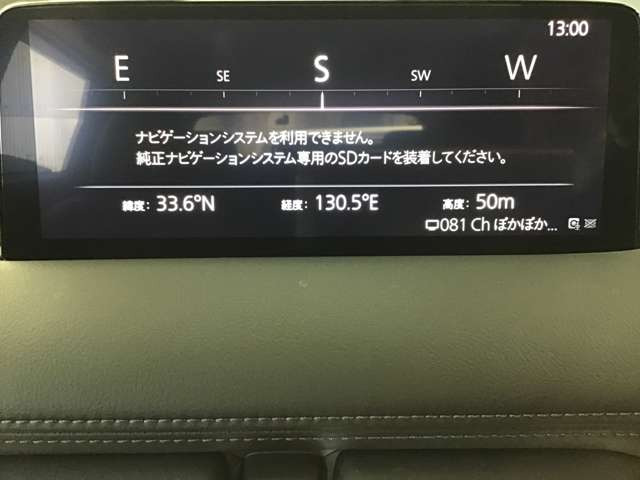 13:00
E SE S SW W
ナビゲーションシステムを利用できません。
純正ナビゲーションシステム専用のSDカードを装着してください。
緯度: 33.6°N 経度: 130.5°E 高度: 50m
081 Ch ぽかぽか...